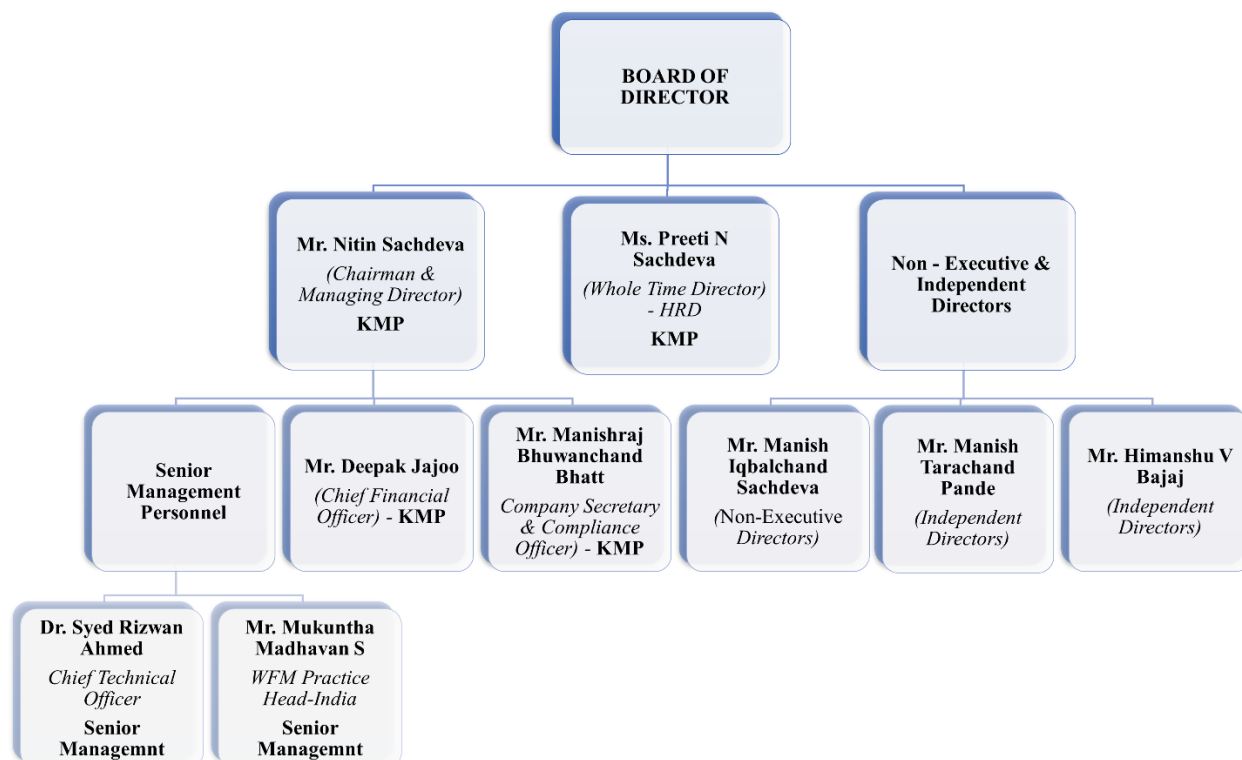 BOARD OF
DIRECTOR
Mr. Nitin Sachdeva
(Chairman &
Managing Director)
KMP
Ms. Preeti N
Sachdeva
(Whole Time Director)
- HRD
KMP
Non - Executive &
Independent
Directors
Senior
Management
Personnel
Mr. Deepak Jajoo
(Chief Financial
Officer) - KMP
Mr. Manishraj
Bhuwanchand
Bhatt
Company Secretary
& Compliance
Officer) - KMP
Mr. Manish
Iqbalchand
Sachdeva
(Non-Executive
Directors)
Mr. Manish
Tarachand
Pande
(Independent
Directors)
Mr. Himanshu V
Bajaj
(Independent
Directors)
Dr. Syed Rizwan
Ahmed
Chief Technical
Officer
Senior
Managemnt
Mr. Mukuntha
Madhavan S
WFM Practice
Head-India
Senior
Managemnt